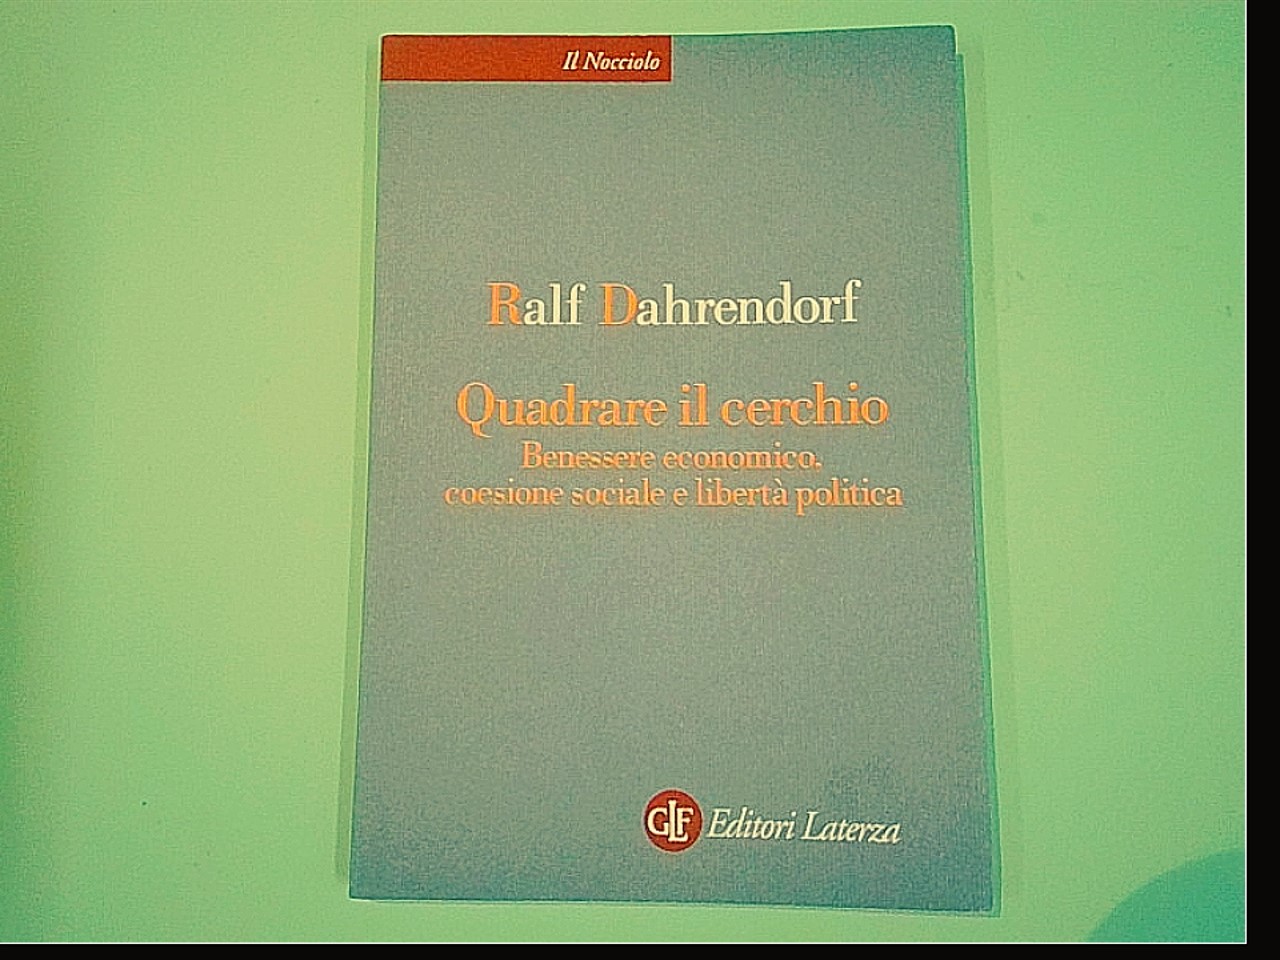 Il Nocciolo
Ralf Dahrendorf
Quadrare il cerchio
Benessere economico,
coesione sociale e libertà politica
GLF Editori Laterza